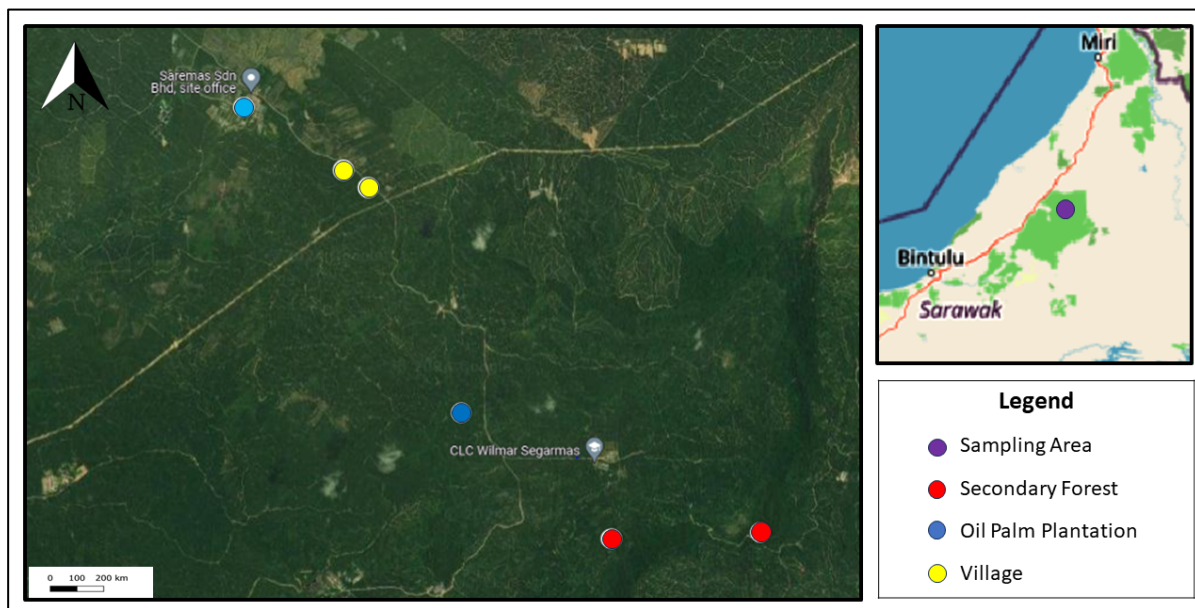 N
Saremas Sdn
Bhd, site office
CLC Wilmar Segarmas
0 100 200 km
Miri
Bintulu
Sarawak
Legend
Sampling Area
Secondary Forest
Oil Palm Plantation
Village